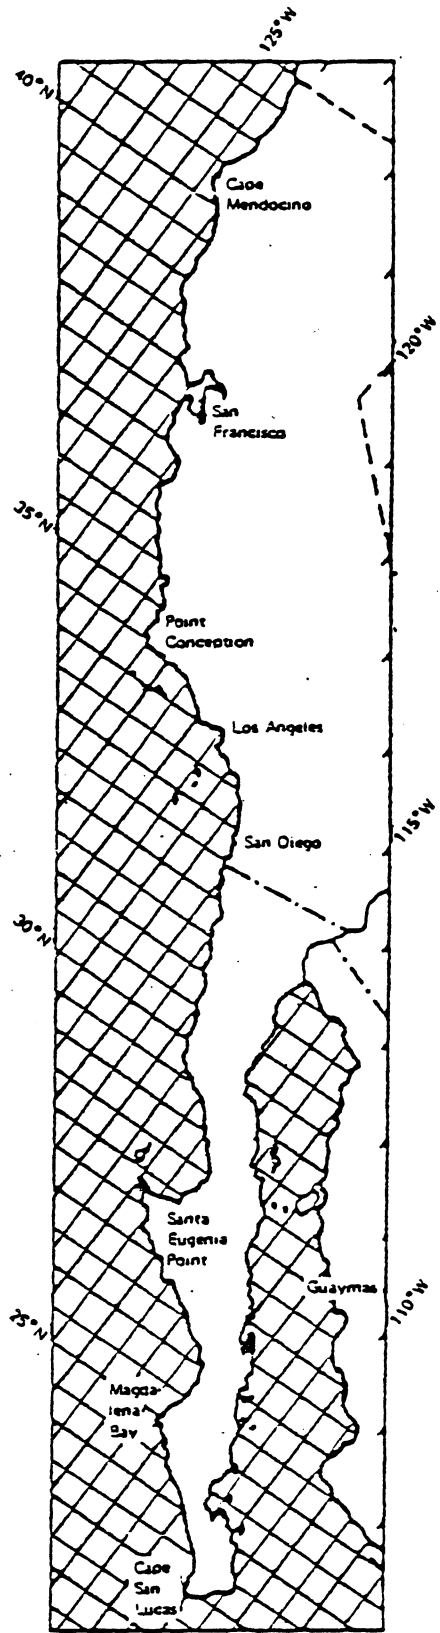 125°W
40°N
Cape
Mendocino
120°W
San
Francisco
35°N
Point
Conception
Los Angeles
115°W
San Diego
30°N
Santa
Eugenia
Point
Guaymas
110°W
25°N
Magda-
lena
Bay
Cape
San
Lucas